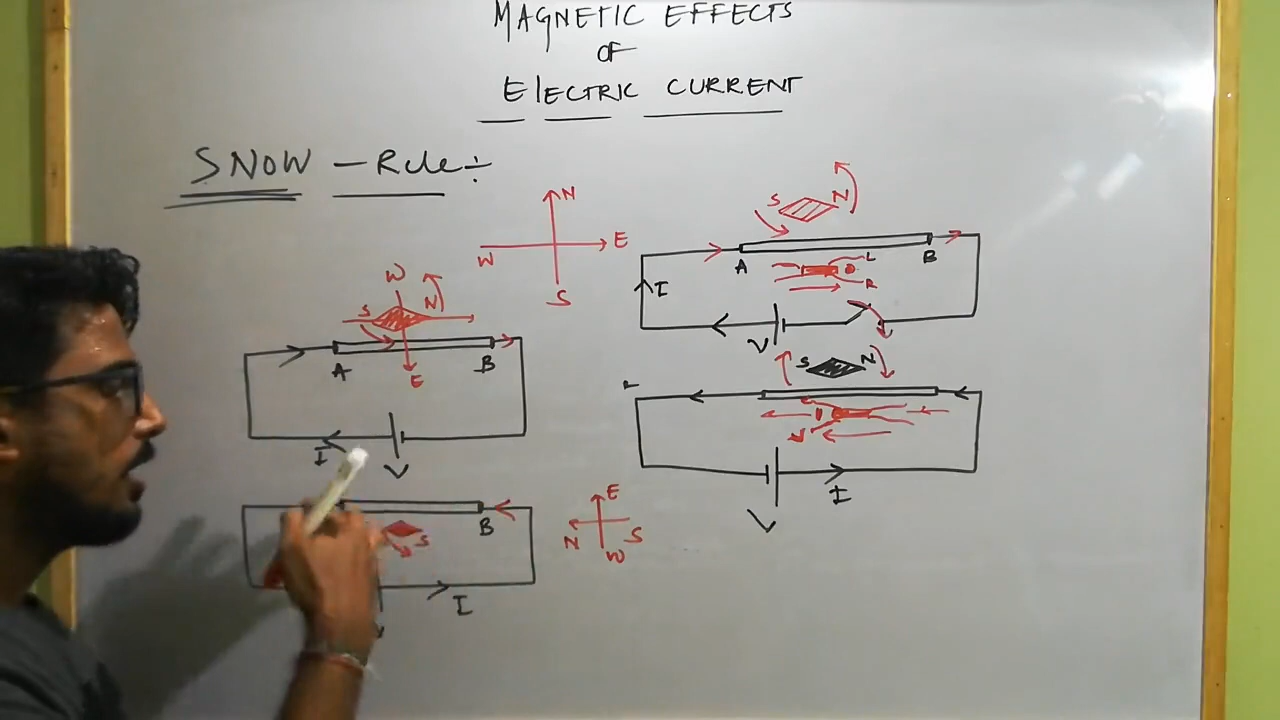 MAGNETIC EFFECTS
OF
ElECTRIC CURRENT
SNOW - Rule÷
N
W E
S
W
S N
A B
E
I
V
B
S
I
E
N S
W
S N
A B
L
R
I
V
S N
I
V